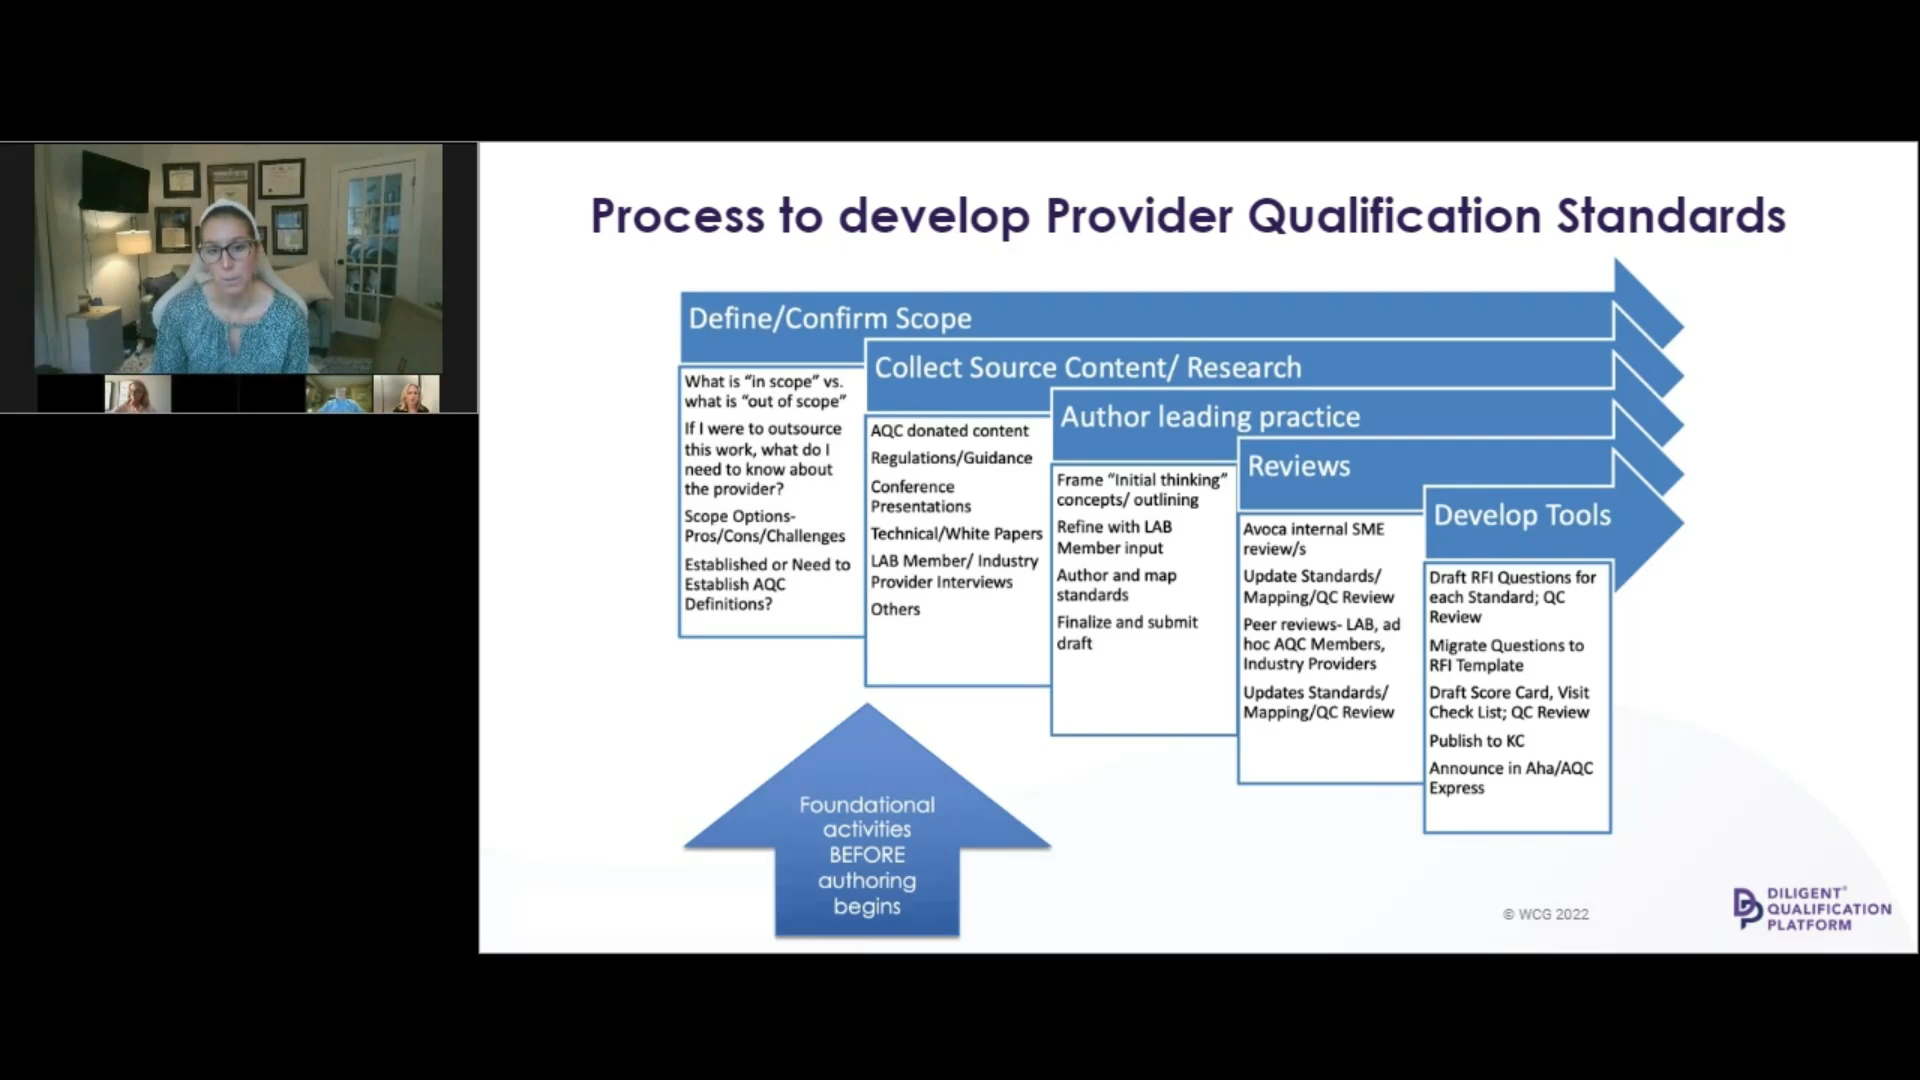 Process to develop Provider Qualification Standards
Define/Confirm Scope
What is “in scope” vs.
what is “out of scope”
If I were to outsource
this work, what do I
need to know about
the provider?
Scope Options-
Pros/Cons/Challenges
Established or Need to
Establish AQC
Definitions?
Collect Source Content/ Research
AQC donated content
Regulations/Guidance
Conference
Presentations
Technical/White Papers
LAB Member/ Industry
Provider Interviews
Others
Author leading practice
Frame “Initial thinking”
concepts/ outlining
Refine with LAB
Member input
Author and map
standards
Finalize and submit
draft
Reviews
Avoca internal SME
review/s
Update Standards/
Mapping/QC Review
Peer reviews- LAB, ad
hoc AQC Members,
Industry Providers
Updates Standards/
Mapping/QC Review
Develop Tools
Draft RFI Questions for
each Standard; QC
Review
Migrate Questions to
RFI Template
Draft Score Card, Visit
Check List; QC Review
Publish to KC
Announce in Aha/AQC
Express
Foundational
activities
BEFORE
authoring
begins
© WCG 2022
DILIGENT®
QUALIFICATION
PLATFORM